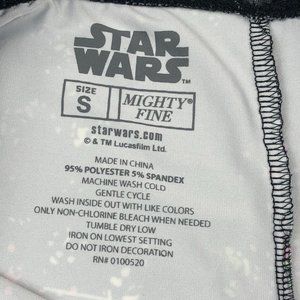 STAR
WARS™
SIZE
S
MIGHTY®
FINE
starwars.com
© & TM Lucasfilm Ltd.
MADE IN CHINA
95% POLYESTER 5% SPANDEX
MACHINE WASH COLD
GENTLE CYCLE
WASH INSIDE OUT WITH LIKE COLORS
ONLY NON-CHLORINE BLEACH WHEN NEEDED
TUMBLE DRY LOW
IRON ON LOWEST SETTING
DO NOT IRON DECORATION
RN# 0100520